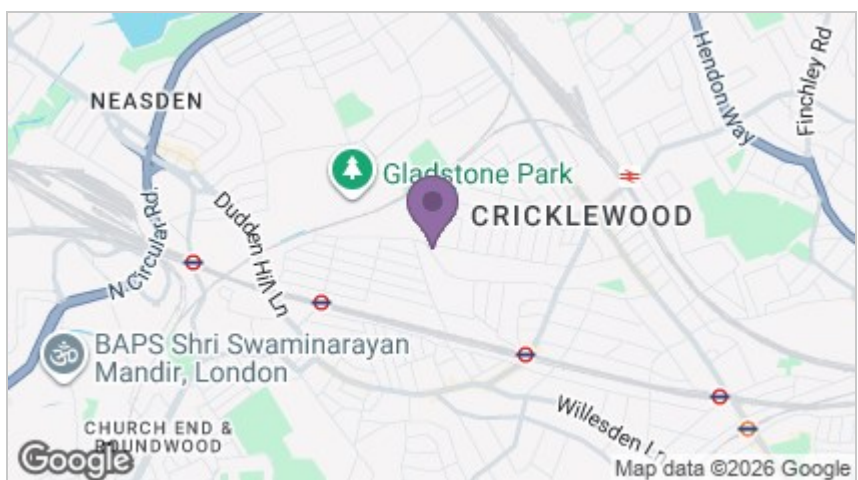 NEASDEN
Hendon Way
Finchley Rd
Gladstone Park
CRICKLEWOOD
Dudden Hill Ln
N Circular Rd.
BAPS Shri Swaminarayan
Mandir, London
Willesden Ln
CHURCH END &
ROUNDWOOD
Google
Map data ©2026 Google